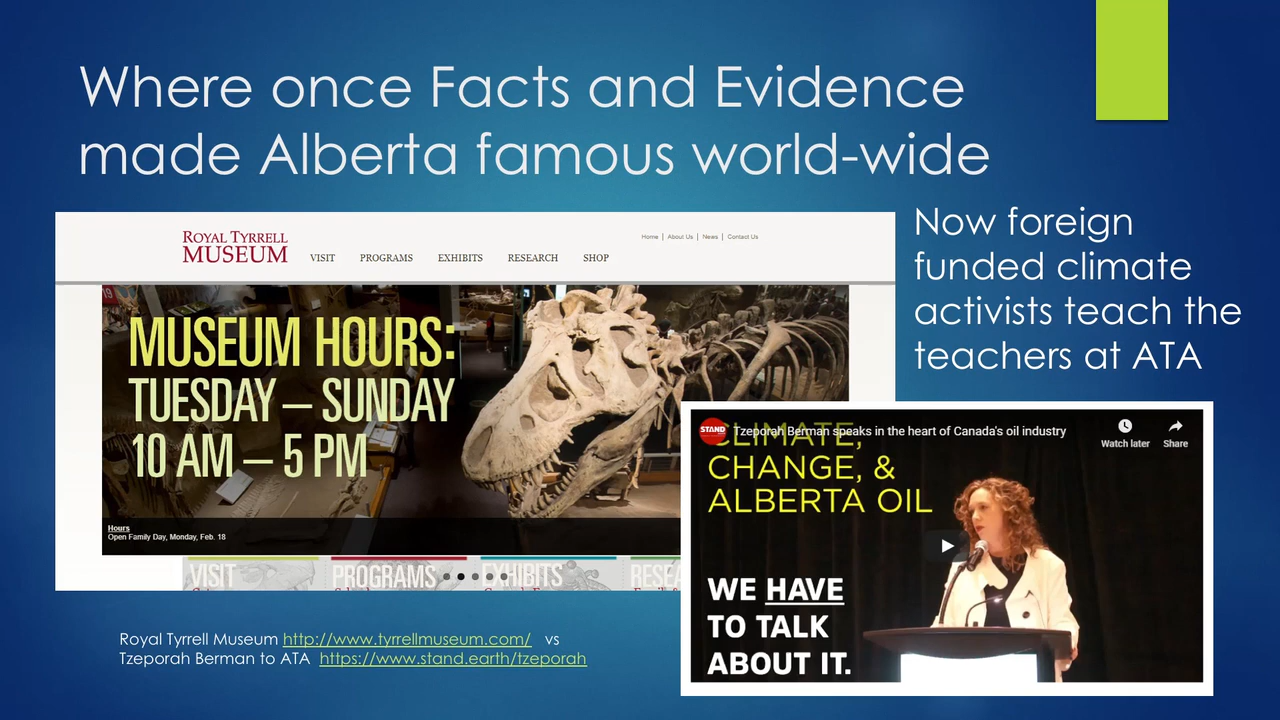 Where once Facts and Evidence
made Alberta famous world-wide
Now foreign
funded climate
activists teach the
teachers at ATA
ROYAL TYRRELL
MUSEUM
Home | About Us | News | Contact Us
VISIT PROGRAMS EXHIBITS RESEARCH SHOP
19
MUSEUM HOURS:
TUESDAY – SUNDAY
10 AM – 5 PM
Hours
Open Family Day, Monday, Feb. 18
VISIT PROGRAMS EXHIBITS RESEA
STAND
Tzeporah Berman speaks in the heart of Canada's oil industry
Watch later Share
CLIMATE,
CHANGE, &
ALBERTA OIL
WE HAVE
TO TALK
ABOUT IT.
Royal Tyrrell Museum http://www.tyrrellmuseum.com/ vs
Tzeporah Berman to ATA https://www.stand.earth/tzeporah